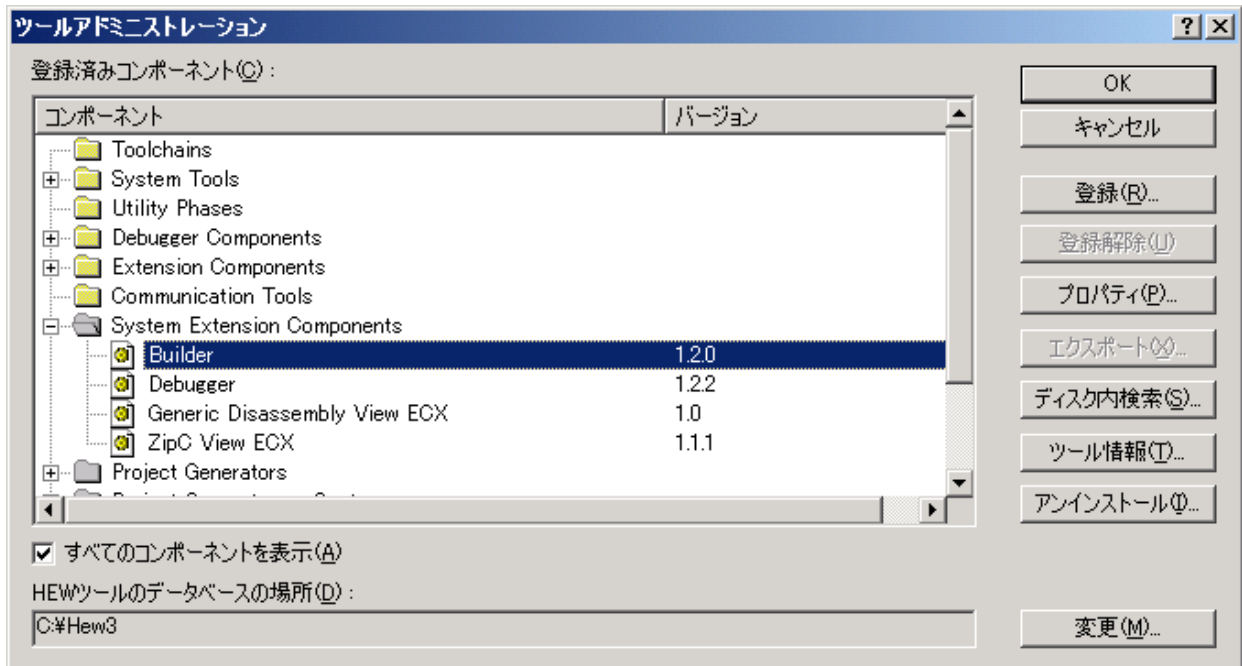 ツールアドミニストレーション
登録済みコンポーネント(C) :
コンポーネント バージョン
Toolchains
System Tools
Utility Phases
Debugger Components
Extension Components
Communication Tools
System Extension Components
Builder 1.2.0
Debugger 1.2.2
Generic Disassembly View ECX 1.0
ZipC View ECX 1.1.1
Project Generators
OK
キャンセル
登録(R)...
登録解除(U)
プロパティ(P)...
エクスポート(X)...
ディスク内検索(S)...
ツール情報(T)...
アンインストール(I)...
すべてのコンポーネントを表示(A)
HEWツールのデータベースの場所(D) :
C:¥Hew3
変更(M)...